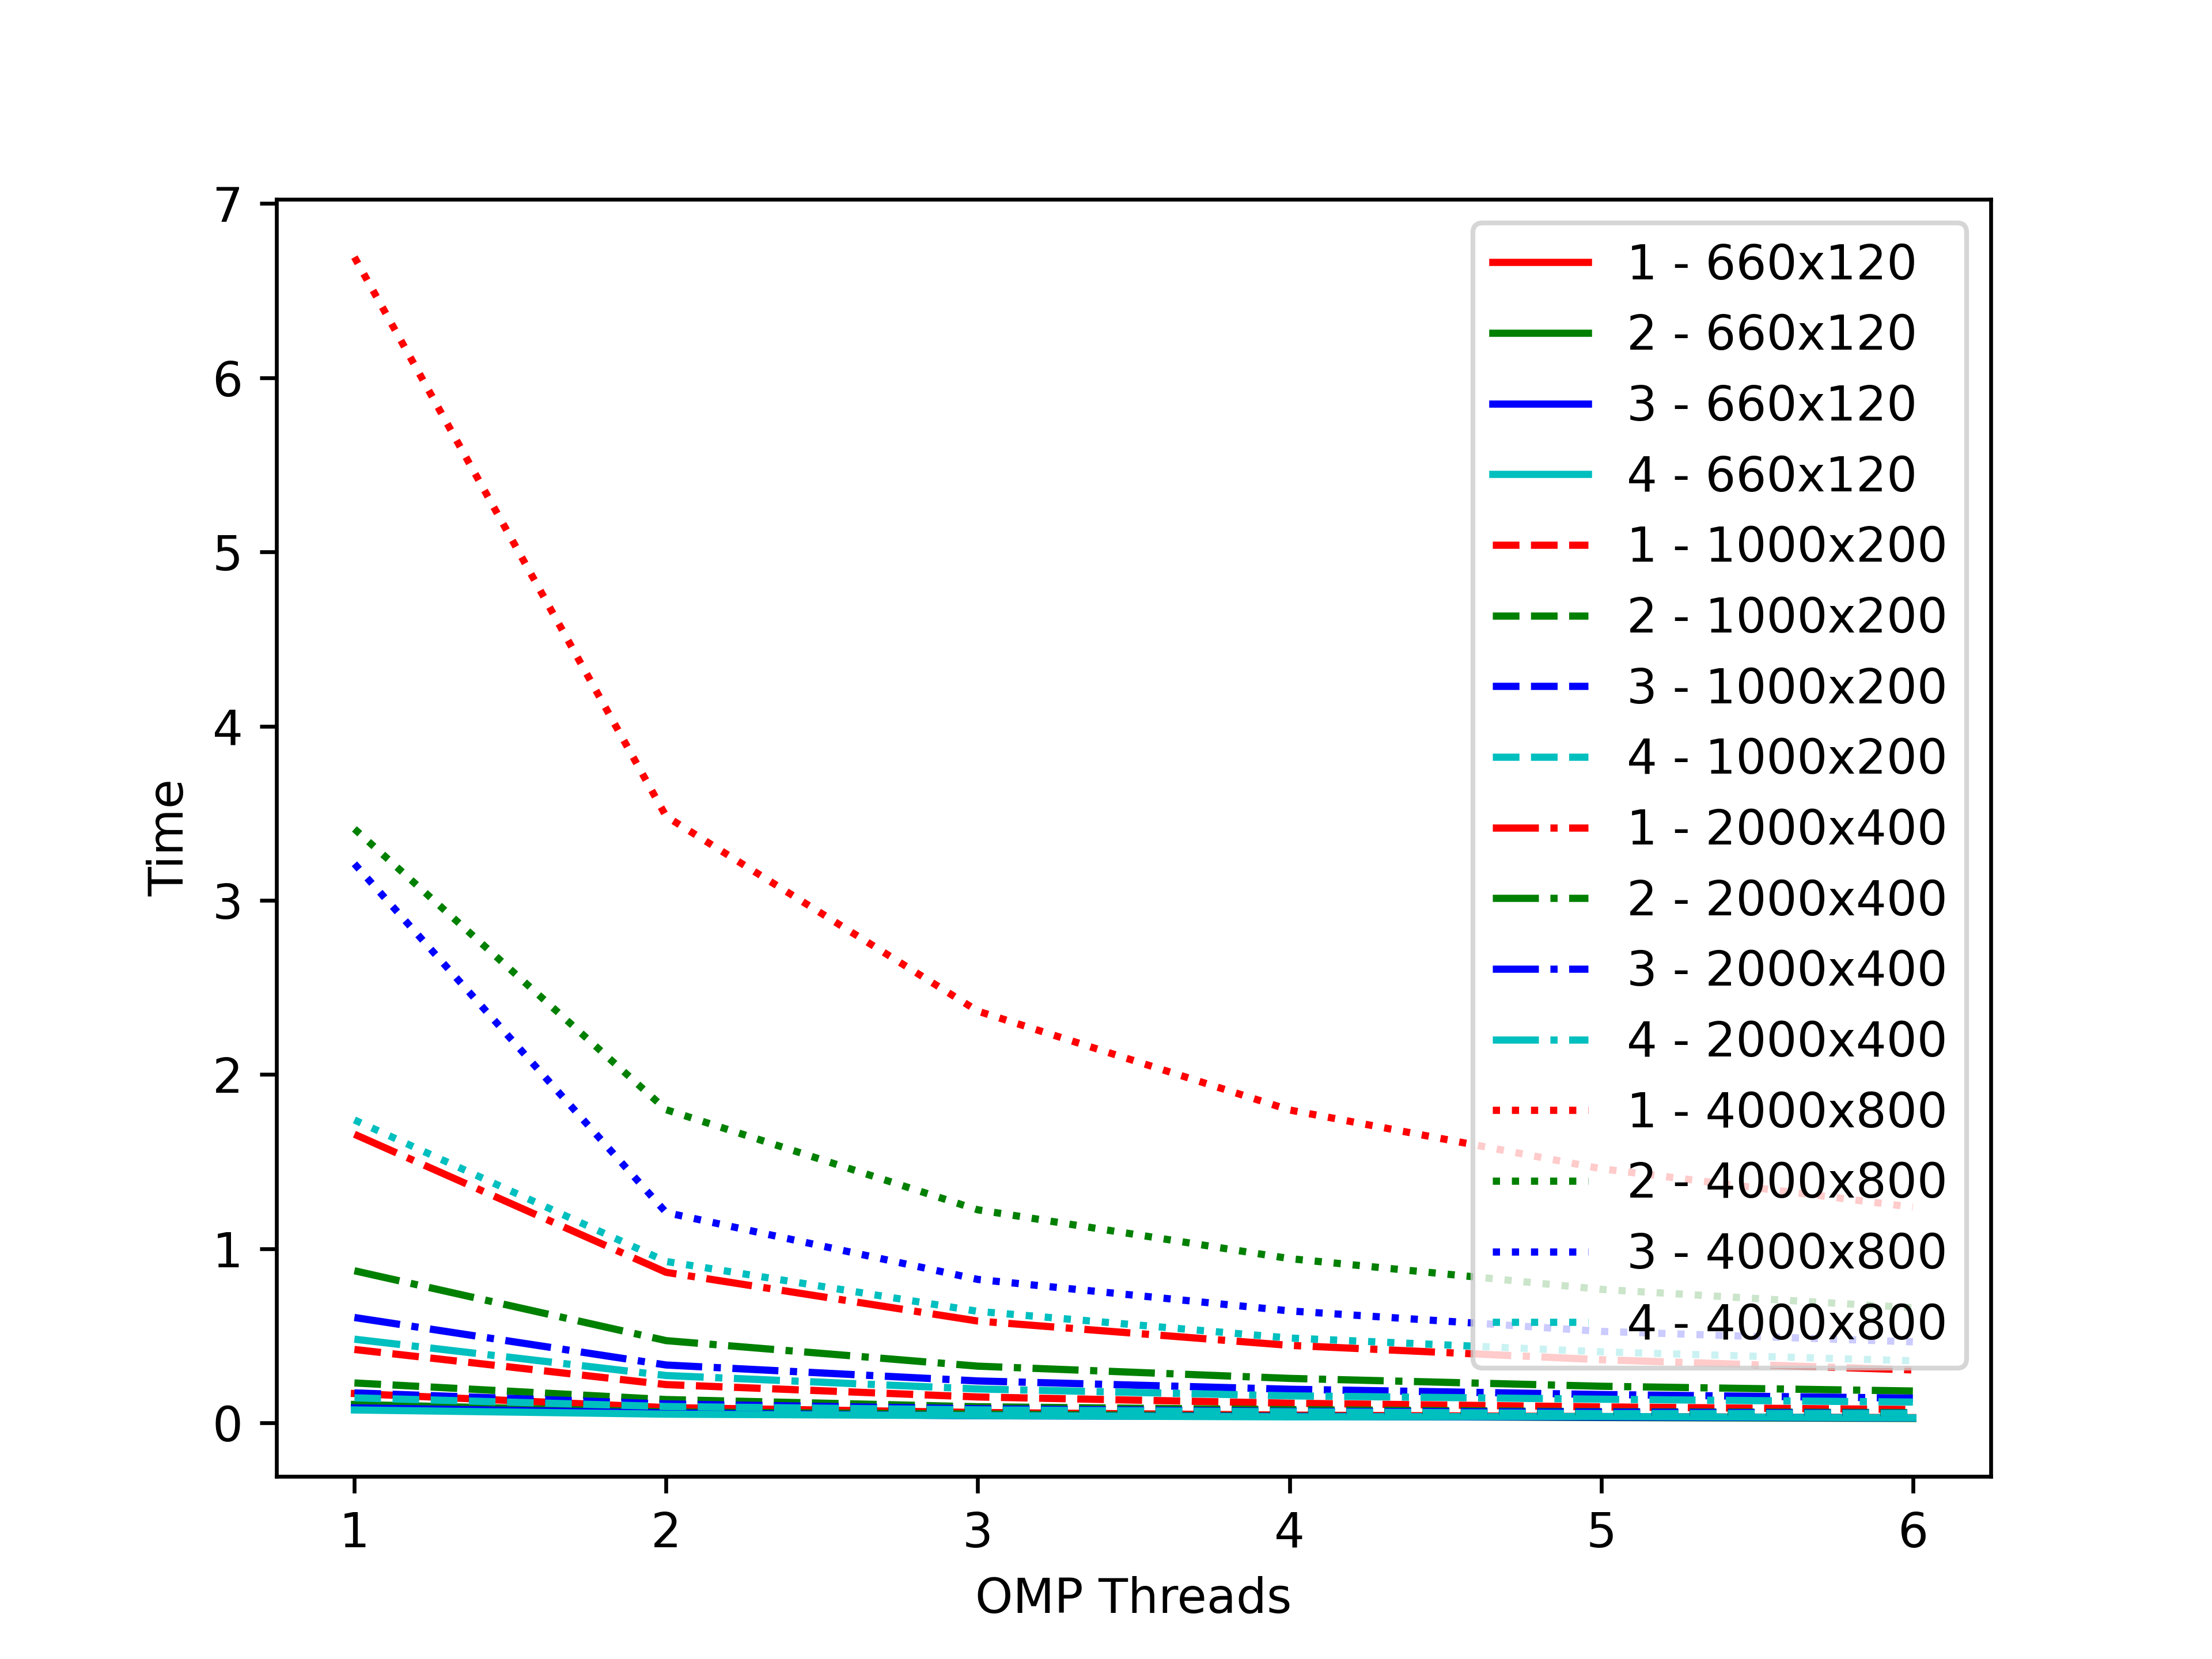 7
6
5
4
3
2
1
0
Time
1 2 3 4 5 6
OMP Threads
1 - 660x120
2 - 660x120
3 - 660x120
4 - 660x120
1 - 1000x200
2 - 1000x200
3 - 1000x200
4 - 1000x200
1 - 2000x400
2 - 2000x400
3 - 2000x400
4 - 2000x400
1 - 4000x800
2 - 4000x800
3 - 4000x800
4 - 4000x800